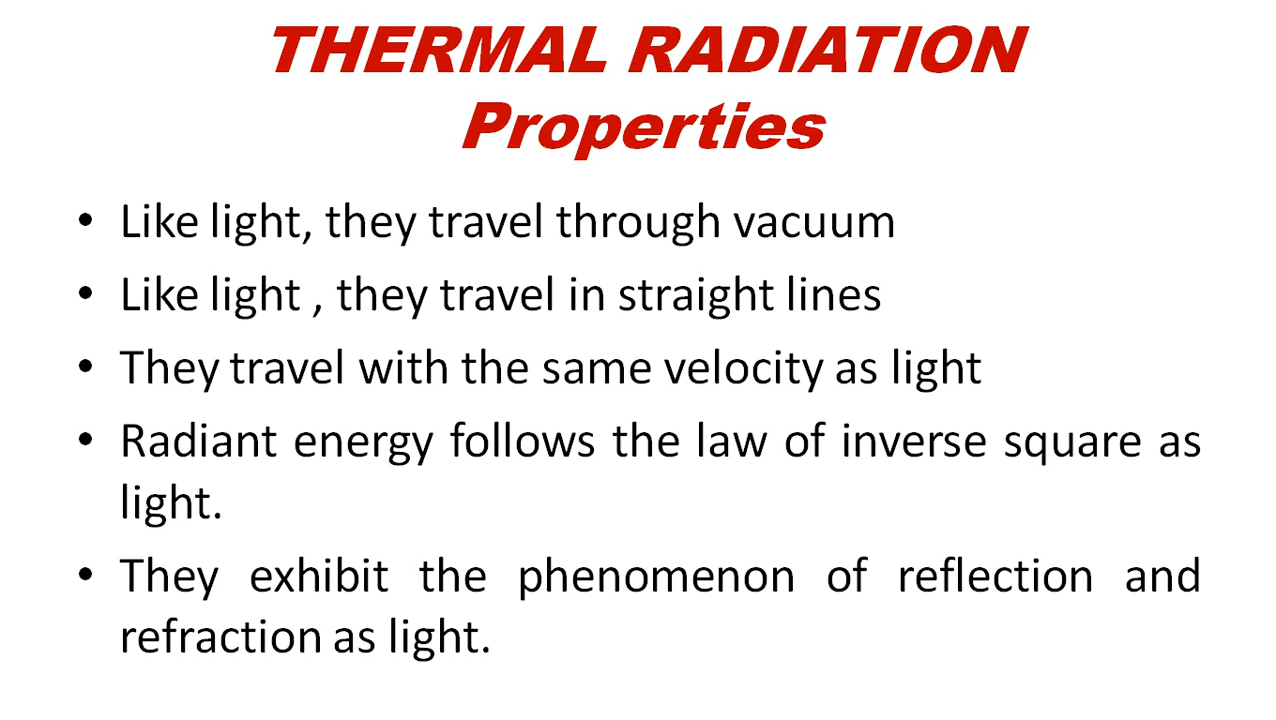 THERMAL RADIATION
Properties
• Like light, they travel through vacuum
• Like light , they travel in straight lines
• They travel with the same velocity as light
• Radiant energy follows the law of inverse square as
light.
• They exhibit the phenomenon of reflection and
refraction as light.